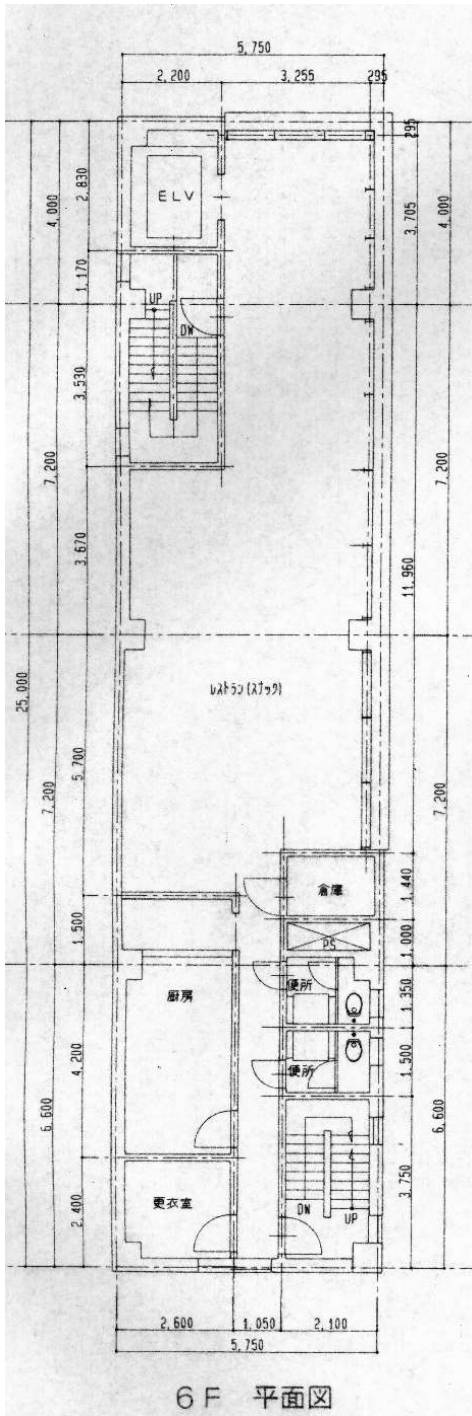 5,750
2,200
3,255
295
295
2,830
4,000
ELV
3,705
4,000
1,170
UP
DW
3,530
7,200
7,200
3,670
11,960
25,000
レストラン(スナック)
5,700
7,200
7,200
倉庫
1,440
1,500
PS
1,000
便所
厨房
1,350
便所
1,500
4,200
6,600
6,600
3,750
更衣室
2,400
DW
UP
2,600
1,050
2,100
5,750
6F 平面図